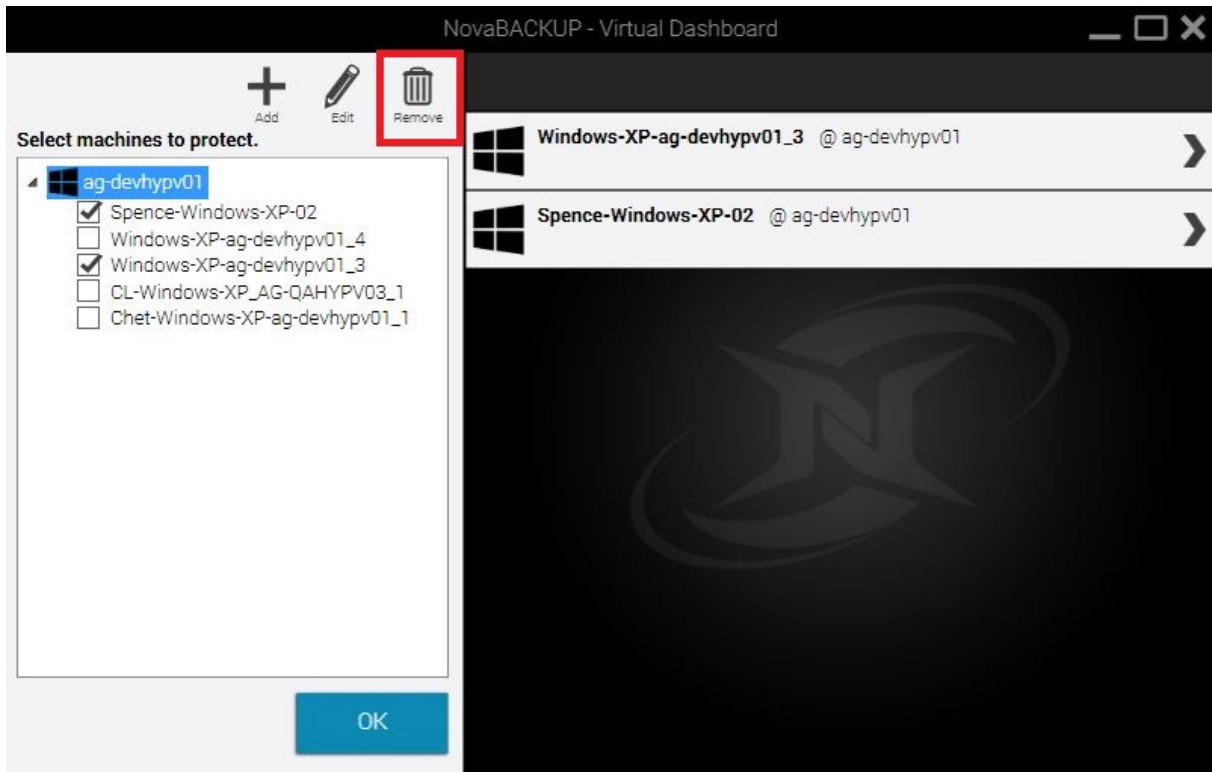 NovaBACKUP - Virtual Dashboard
Add
Edit
Remove
Select machines to protect.
ag-devhypv01
Spence-Windows-XP-02
Windows-XP-ag-devhypv01_4
Windows-XP-ag-devhypv01_3
CL-Windows-XP_AG-QAHYPV03_1
Chet-Windows-XP-ag-devhypv01_1
OK
Windows-XP-ag-devhypv01_3 @ ag-devhypv01
Spence-Windows-XP-02 @ ag-devhypv01
N